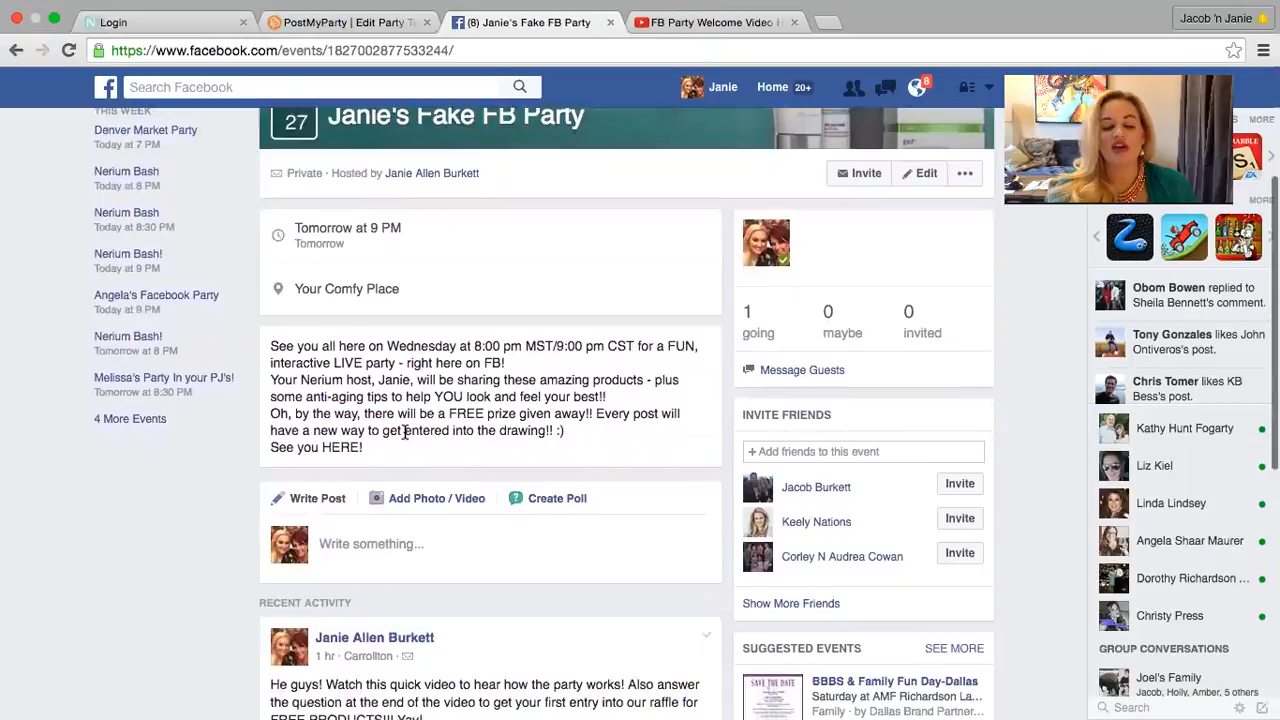 Login
PostMyParty | Edit Party Te
(8) Janie's Fake FB Party
FB Party Welcome Video H
Jacob 'n Janie
https://www.facebook.com/events/1827002877533244/
Search Facebook
Janie
Home 20+
8
THIS WEEK
Denver Market Party
Today at 7 PM
Nerium Bash
Today at 8 PM
Nerium Bash
Today at 8:30 PM
Nerium Bash!
Today at 9 PM
Angela's Facebook Party
Today at 9 PM
Nerium Bash!
Tomorrow at 8 PM
Melissa's Party In your PJ's!
Tomorrow at 8:30 PM
4 More Events
27
Janie's Fake FB Party
Private · Hosted by Janie Allen Burkett
Invite
Edit
Tomorrow at 9 PM
Tomorrow
Your Comfy Place
See you all here on Wednesday at 8:00 pm MST/9:00 pm CST for a FUN,
interactive LIVE party - right here on FB!
Your Nerium host, Janie, will be sharing these amazing products - plus
some anti-aging tips to help YOU look and feel your best!!
Oh, by the way, there will be a FREE prize given away!! Every post will
have a new way to get entered into the drawing!! :)
See you HERE!
Write Post
Add Photo / Video
Create Poll
Write something...
RECENT ACTIVITY
Janie Allen Burkett
1 hr · Carrollton ·
He guys! Watch this quick video to hear how the party works! Also answer
the question at the end of the video to get your first entry into our raffle for
FREE PRODUCTS!!! Yay!
1 going
0 maybe
0 invited
Message Guests
INVITE FRIENDS
+ Add friends to this event
Jacob Burkett
Invite
Keely Nations
Invite
Corley N Audrea Cowan
Invite
Show More Friends
SUGGESTED EVENTS
SEE MORE
SAVE THE DATE
BBBS & Family Fun Day-Dallas
Saturday at AMF Richardson La...
Family · by Dallas Brand Partner...
MORE
MORE
Obom Bowen replied to
Sheila Bennett's comment.
Tony Gonzales likes John
Ontiveros's post.
Chris Tomer likes KB
Bess's post.
Kathy Hunt Fogarty
Liz Kiel
Linda Lindsey
Angela Shaar Maurer
Dorothy Richardson ...
Christy Press
GROUP CONVERSATIONS
Joel's Family
Jacob, Holly, Amber, 5 others
Search